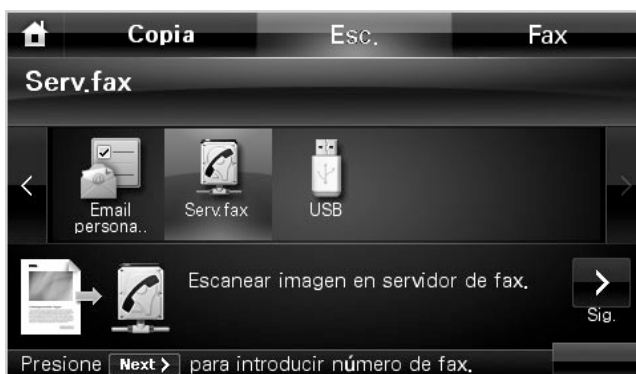 Copia Esc. Fax
Serv.fax
Email persona.. Serv.fax USB
Escanear imagen en servidor de fax.
Sig.
Presione Next > para introducir número de fax.